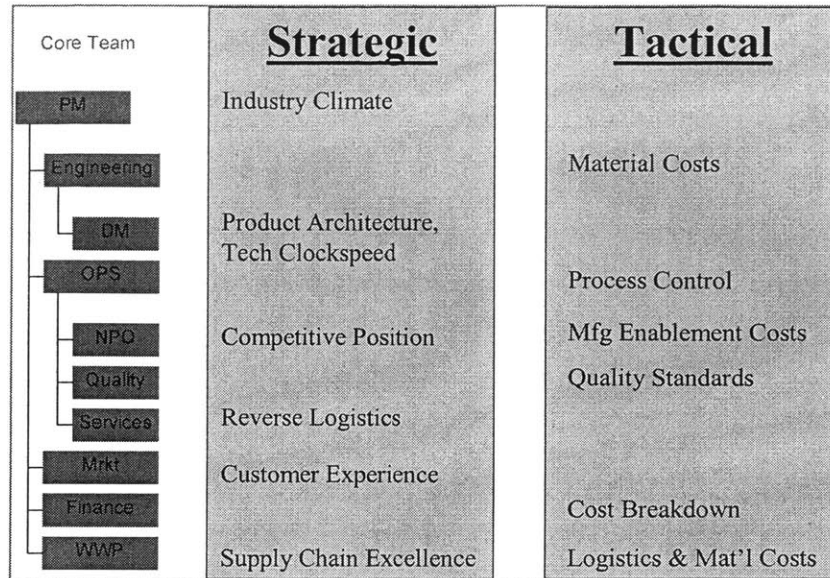 Core Team
Strategic
Tactical
PM
Industry Climate
Engineering
Material Costs
DM
Product Architecture,
Tech Clockspeed
OPS
Process Control
NPO
Competitive Position
Mfg Enablement Costs
Quality
Quality Standards
Services
Reverse Logistics
Mrkt
Customer Experience
Finance
Cost Breakdown
WWP
Supply Chain Excellence
Logistics & Mat'l Costs